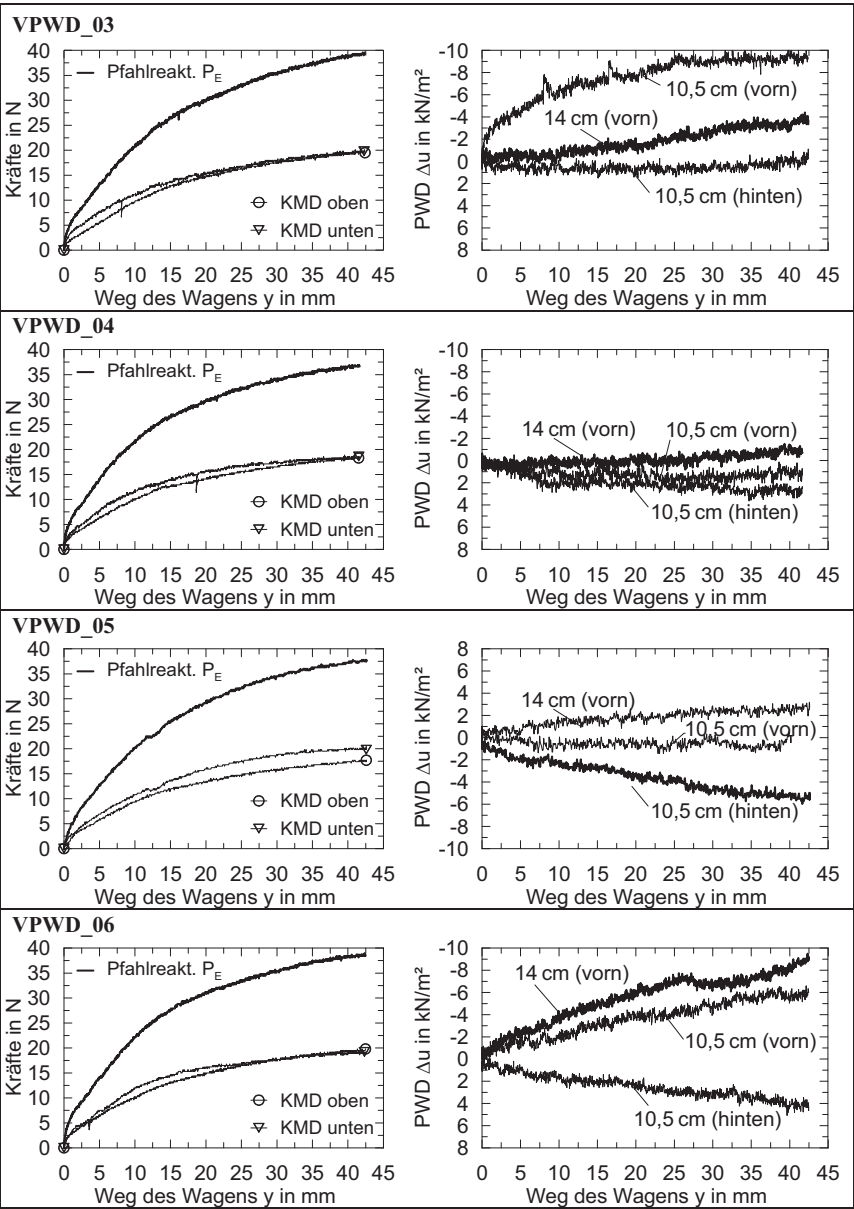 VPWD_03
Kräfte in N
40
35
30
25
20
15
10
5
0
Pfahlreakt. P_E
KMD oben
KMD unten
0 5 10 15 20 25 30 35 40 45
Weg des Wagens y in mm
PWD Δu in kN/m²
-10
-8
-6
-4
-2
0
2
4
6
8
10,5 cm (vorn)
14 cm (vorn)
10,5 cm (hinten)
0 5 10 15 20 25 30 35 40 45
Weg des Wagens y in mm
VPWD_04
Kräfte in N
40
35
30
25
20
15
10
5
0
Pfahlreakt. P_E
KMD oben
KMD unten
0 5 10 15 20 25 30 35 40 45
Weg des Wagens y in mm
PWD Δu in kN/m²
-10
-8
-6
-4
-2
0
2
4
6
8
14 cm (vorn)
10,5 cm (vorn)
10,5 cm (hinten)
0 5 10 15 20 25 30 35 40 45
Weg des Wagens y in mm
VPWD_05
Kräfte in N
40
35
30
25
20
15
10
5
0
Pfahlreakt. P_E
KMD oben
KMD unten
0 5 10 15 20 25 30 35 40 45
Weg des Wagens y in mm
PWD Δu in kN/m²
8
6
4
2
0
-2
-4
-6
-8
-10
14 cm (vorn)
10,5 cm (vorn)
10,5 cm (hinten)
0 5 10 15 20 25 30 35 40 45
Weg des Wagens y in mm
VPWD_06
Kräfte in N
40
35
30
25
20
15
10
5
0
Pfahlreakt. P_E
KMD oben
KMD unten
0 5 10 15 20 25 30 35 40 45
Weg des Wagens y in mm
PWD Δu in kN/m²
-10
-8
-6
-4
-2
0
2
4
6
8
14 cm (vorn)
10,5 cm (vorn)
10,5 cm (hinten)
0 5 10 15 20 25 30 35 40 45
Weg des Wagens y in mm